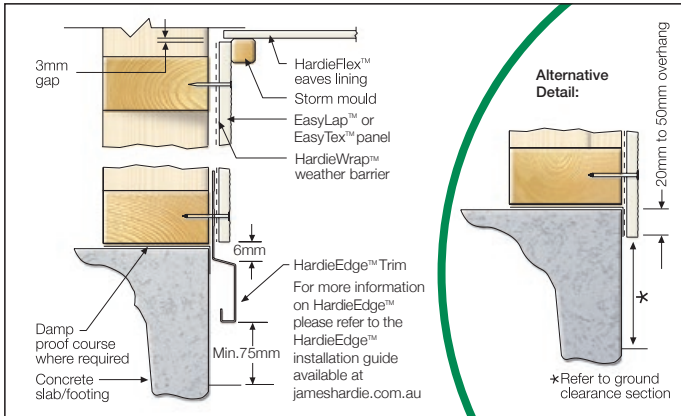 3mm
gap
HardieFlex™
eaves lining
Storm mould
EasyLap™ or
EasyTex™ panel
HardieWrap™
weather barrier
6mm
HardieEdge™ Trim
For more information
on HardieEdge™
please refer to the
HardieEdge™
installation guide
available at
jameshardie.com.au
Min.75mm
Damp
proof course
where required
Concrete
slab/footing
Alternative
Detail:
20mm to 50mm overhang
*
*Refer to ground
clearance section